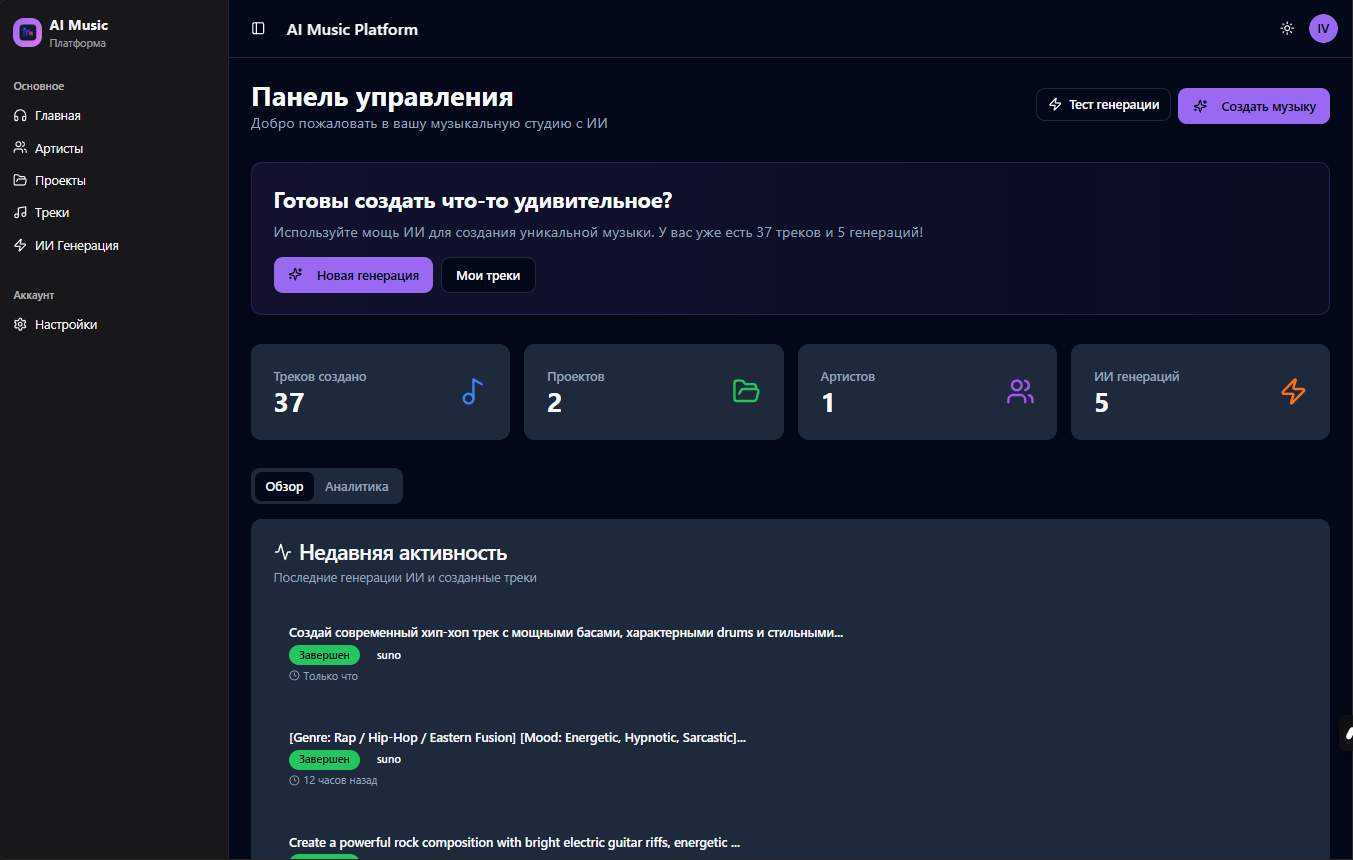 AI Music
Платформа
Основное
Главная
Артисты
Проекты
Треки
ИИ Генерация
Аккаунт
Настройки
AI Music Platform
IV
Панель управления
Добро пожаловать в вашу музыкальную студию с ИИ
Тест генерации
Создать музыку
Готовы создать что-то удивительное?
Используйте мощь ИИ для создания уникальной музыки. У вас уже есть 37 треков и 5 генераций!
Новая генерация
Мои треки
Треков создано
37
Проектов
2
Артистов
1
ИИ генераций
5
Обзор
Аналитика
Недавняя активность
Последние генерации ИИ и созданные треки
Создай современный хип-хоп трек с мощными басами, характерными drums и стильными...
Завершен suno
Только что
[Genre: Rap / Hip-Hop / Eastern Fusion] [Mood: Energetic, Hypnotic, Sarcastic]...
Завершен suno
12 часов назад
Create a powerful rock composition with bright electric guitar riffs, energetic ...